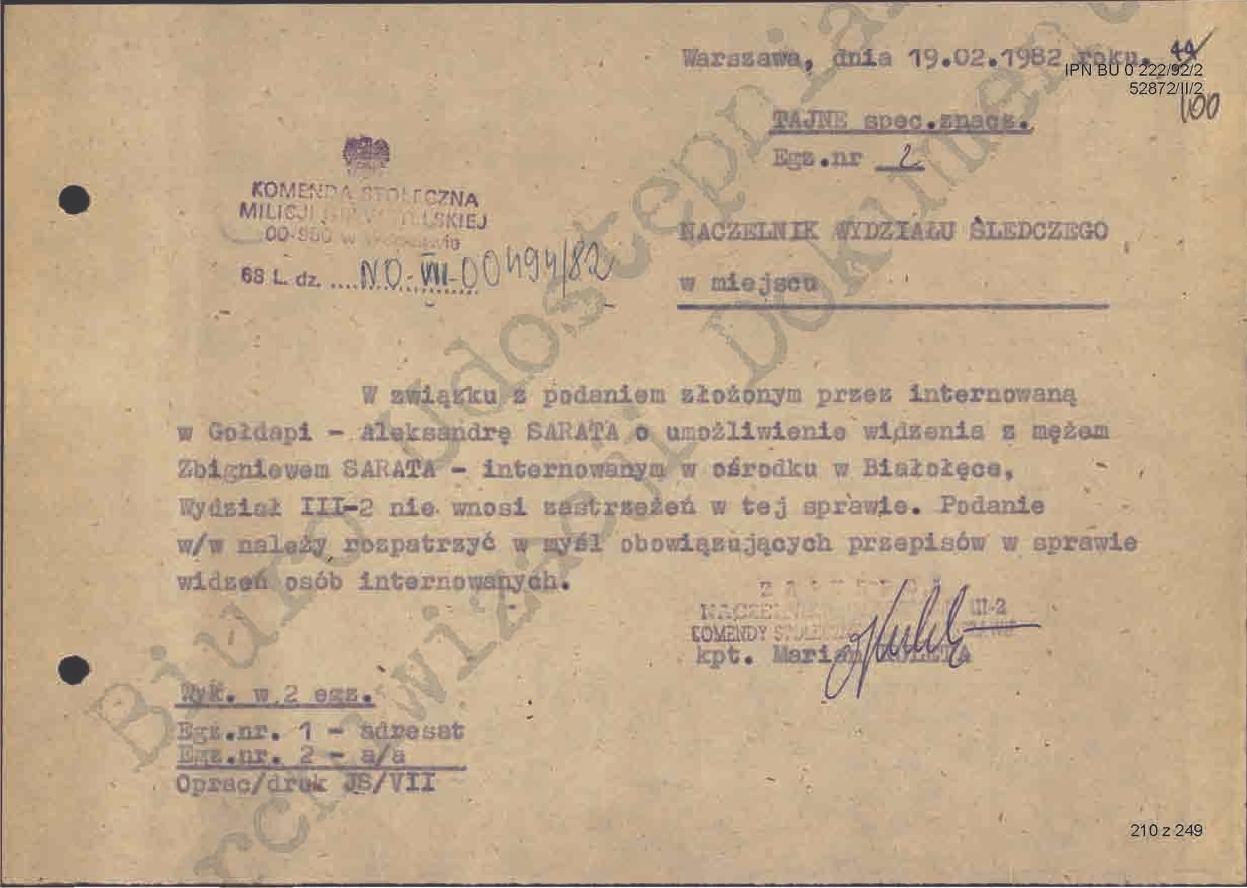 Warszawa, dnia 19.02.1982 roku.
44
IPN BU 0 222/92/2
52872/II/2
100
TAJNE spec.znacz.
Egz.nr 2
KOMENDA STOŁECZNA
MILICJI OBYWATELSKIEJ
00-950 w Warszawie
68 L. dz. .... NO-VII-00494/82
NACZELNIK WYDZIAŁU ŚLEDCZEGO
w miejscu
W związku z podaniem złożonym przez internowaną
w Gołdapi - Aleksandrę SARATA o umożliwienie widzenia z mężem
Zbigniewem SARATA - internowanym w ośrodku w Białołęce,
Wydział III-2 nie wnosi zastrzeżeń w tej sprawie. Podanie
w/w należy rozpatrzyć w myśl obowiązujących przepisów w sprawie
widzeń osób internowanych.
NACZELNIK III-2
KOMENDY STOŁECZNEJ
kpt. Marian
Wyk. w 2 egz.
Egz.nr. 1 - adresat
Egz.nr. 2 - a/a
Oprac/druk JS/VII
Biuro Udostępniania
Archiwizacji Dokumentów
210 z 249